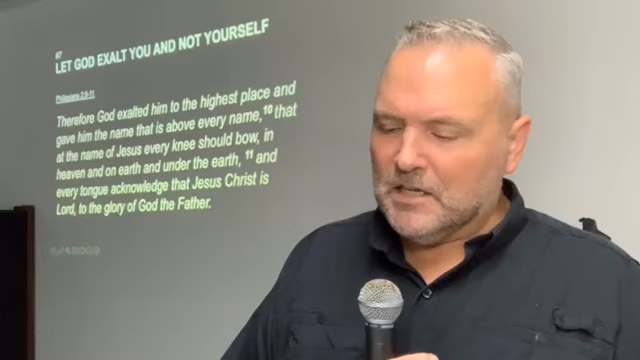 #7
LET GOD EXALT YOU AND NOT YOURSELF
Philippians 2:9-11
Therefore God exalted him to the highest place and
gave him the name that is above every name, 10 that
at the name of Jesus every knee should bow, in
heaven and on earth and under the earth, 11 and
every tongue acknowledge that Jesus Christ is
Lord, to the glory of God the Father.